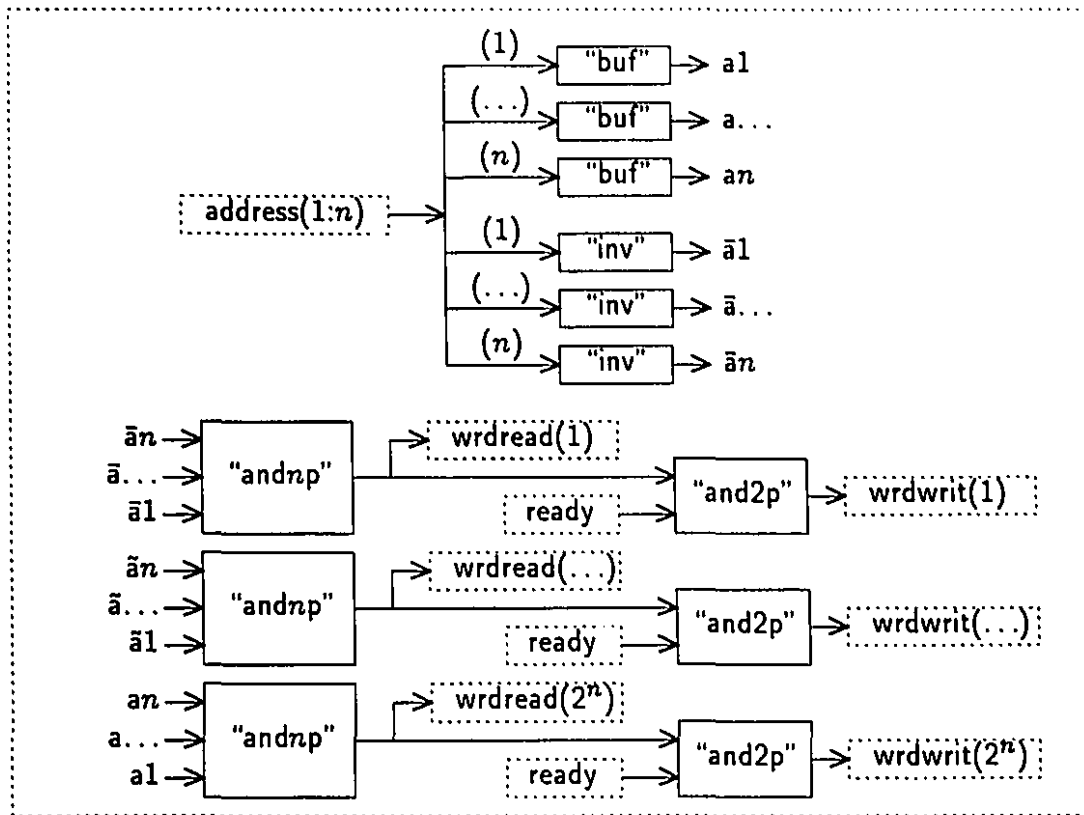 (1) "buf" a1
(...) "buf" a...
(n) "buf" an
address(1:n)
(1) "inv" ā1
(...) "inv" ā...
(n) "inv" ān
ān wrdread(1)
ā... "andnp" "and2p" wrdwrit(1)
ā1 ready
ãn wrdread(...)
ã... "andnp" "and2p" wrdwrit(...)
ã1 ready
an wrdread(2ⁿ)
a... "andnp" "and2p" wrdwrit(2ⁿ)
a1 ready